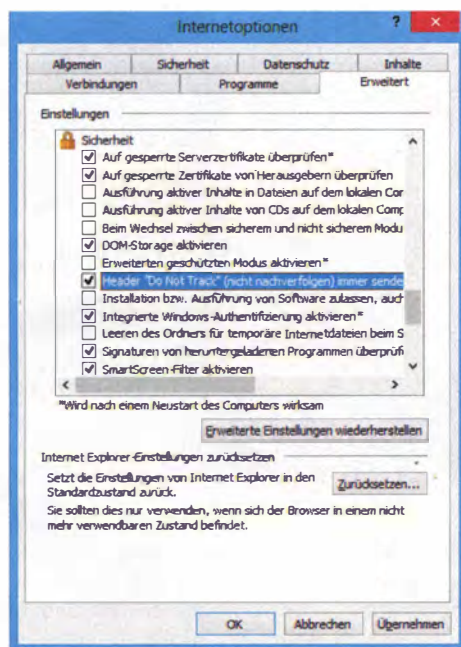 Internetoptionen ?
Allgemein Sicherheit Datenschutz Inhalte
Verbindungen Programme Erweitert
Einstellungen
Sicherheit
Auf gesperrte Serverzertifikate überprüfen*
Auf gesperrte Zertifikate von Herausgebern überprüfen
Ausführung aktiver Inhalte in Dateien auf dem lokalen Cor
Ausführung aktiver Inhalte von CDs auf dem lokalen Comp
Beim Wechsel zwischen sicherem und nicht sicherem Modu
DOM-Storage aktivieren
Erweiterten geschützten Modus aktivieren*
Header "Do Not Track" (nicht nachverfolgen) immer sende
Installation bzw. Ausführung von Software zulassen, auch
Integrierte Windows-Authentifizierung aktivieren*
Leeren des Ordners für temporäre Internetdateien beim S
Signaturen von heruntergeladenen Programmen überprüfe
SmartScreen-Filter aktivieren
*Wird nach einem Neustart des Computers wirksam
Erweiterte Einstellungen wiederherstellen
Internet Explorer-Einstellungen zurücksetzen
Setzt die Einstellungen von Internet Explorer in den
Standardzustand zurück.
Zurücksetzen...
Sie sollten dies nur verwenden, wenn sich der Browser in einem nicht
mehr verwendbaren Zustand befindet.
OK Abbrechen Übernehmen